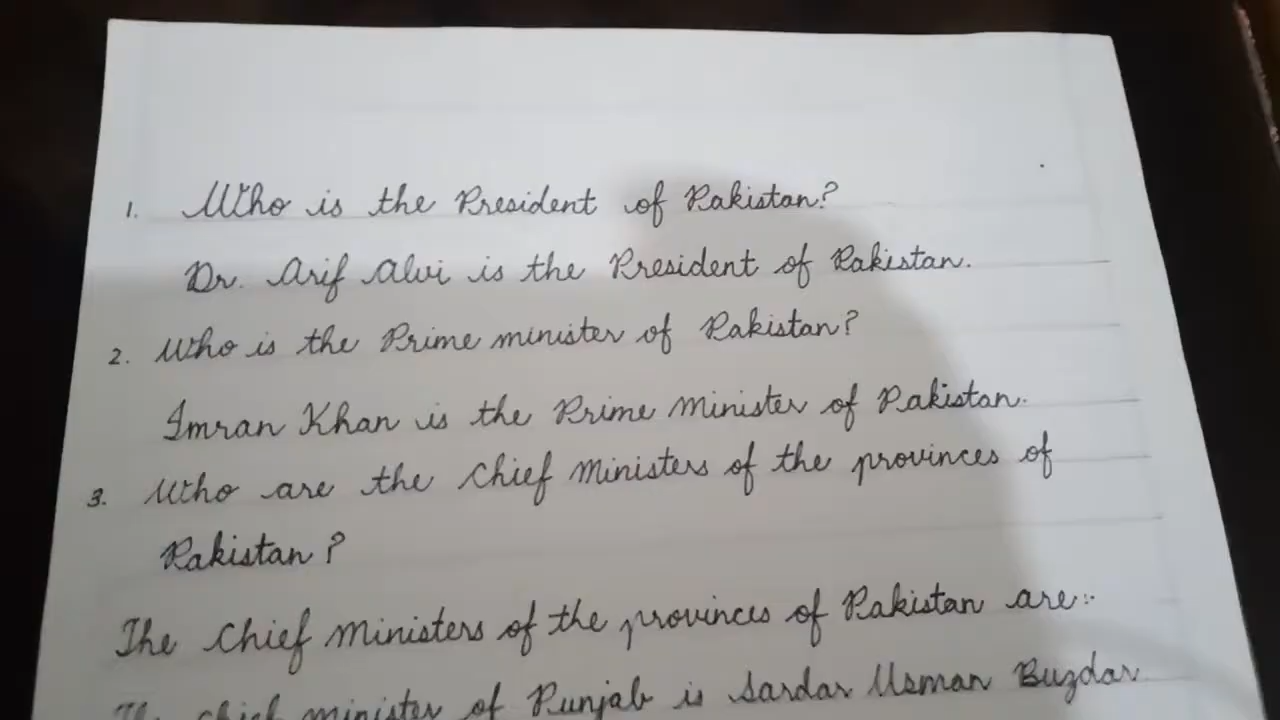 1. Who is the President of Pakistan?
Dr. Arif Alvi is the President of Pakistan.
2. Who is the Prime minister of Pakistan?
Imran Khan is the Prime Minister of Pakistan.
3. Who are the Chief Ministers of the provinces of
Pakistan?
The Chief Ministers of the provinces of Pakistan are:-
The chief minister of Punjab is Sardar Usman Buzdar